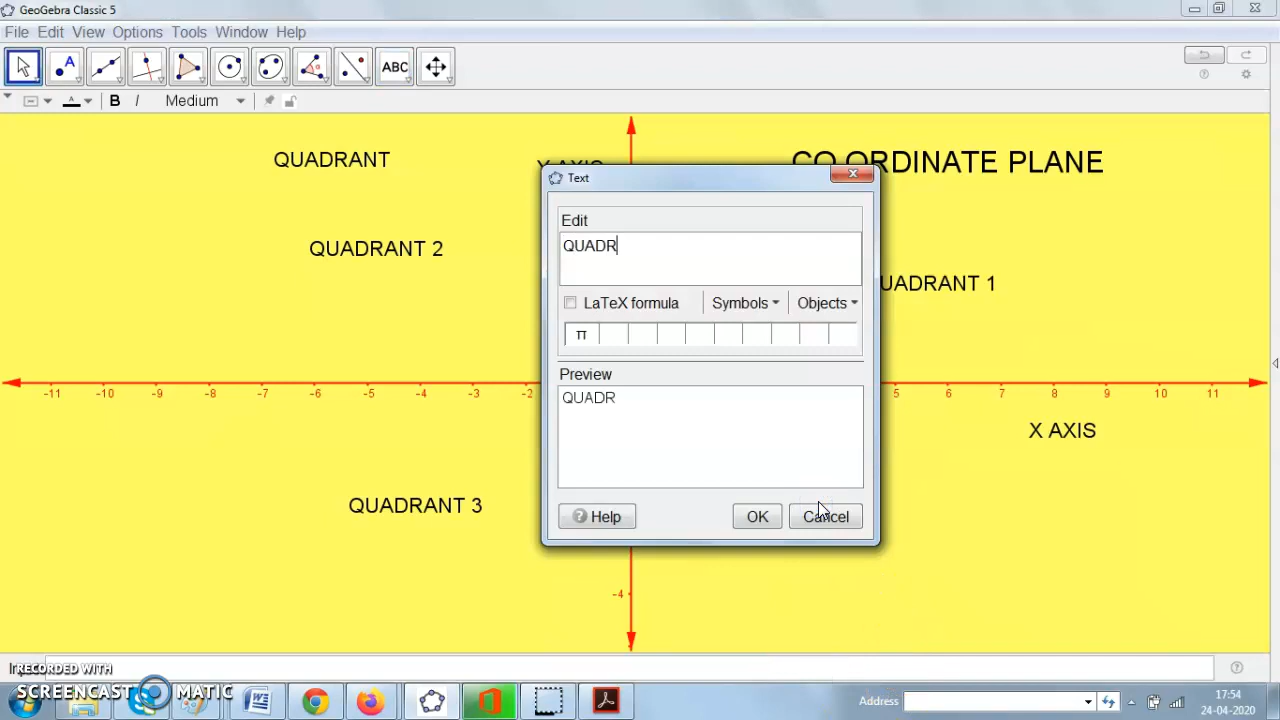 GeoGebra Classic 5
File Edit View Options Tools Window Help
A ABC
A B I Medium
QUADRANT
CO ORDINATE PLANE
QUADRANT 2
UADRANT 1
QUADRANT 3
X AXIS
-11 -10 -9 -8 -7 -6 -5 -4 -3 -2 5 6 7 8 9 10 11
-4
Text
Edit
QUADR
LaTeX formula Symbols Objects
π
Preview
QUADR
Help OK Cancel
RECORDED WITH
SCREENCAST MATIC
Address
17:54
24-04-2020